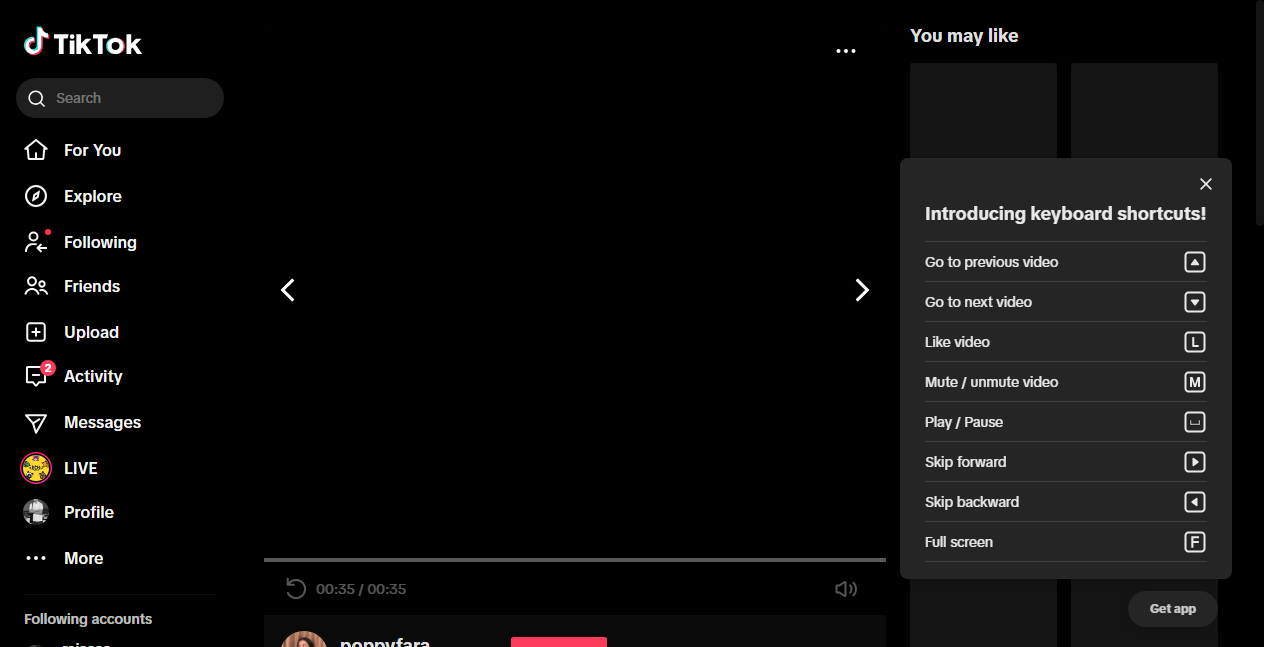 TikTok
Search
For You
Explore
Following
Friends
Upload
2
Activity
Messages
LIVE
Profile
More
Following accounts
00:35 / 00:35
poppyfara
You may like
Introducing keyboard shortcuts!
Go to previous video
Go to next video
Like video L
Mute / unmute video M
Play / Pause
Skip forward
Skip backward
Full screen F
Get app